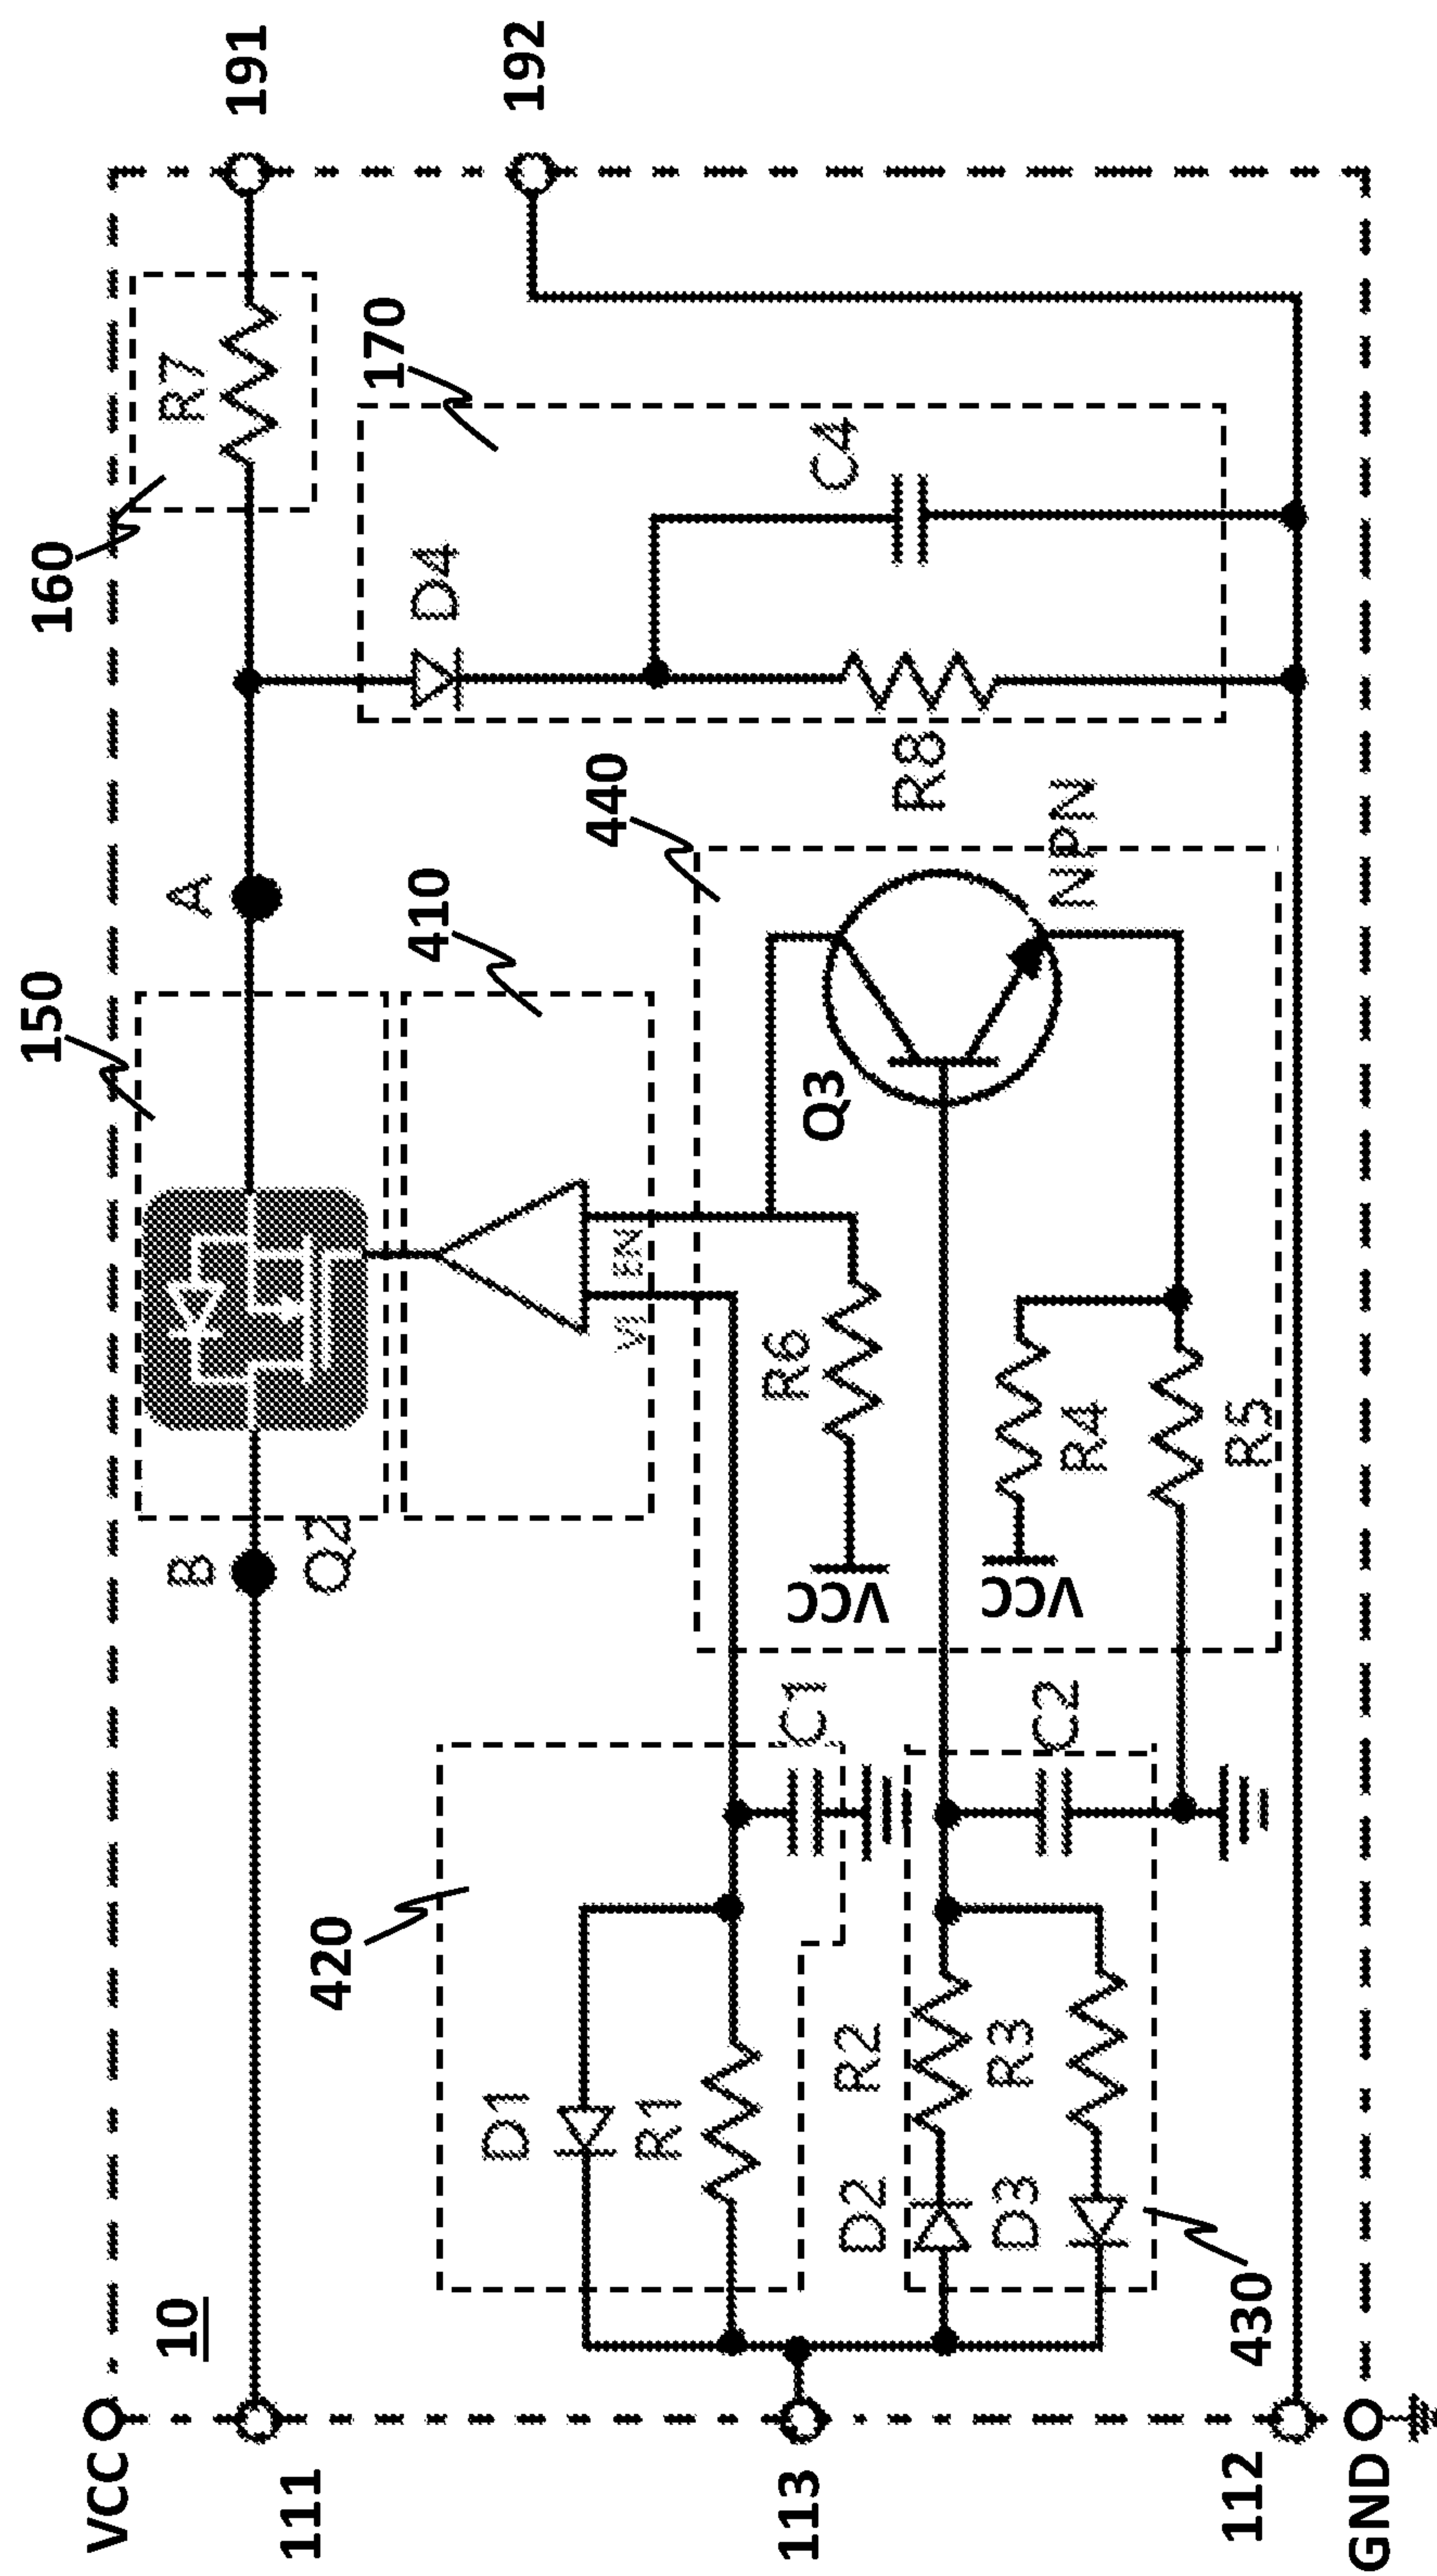 191
192
R7
160
170
D4
C4
R8
A
150
410
440
NPN
Q3
EN
VI
R6
R4
R5
B
Q2
VCC
VCC
C1
C2
420
D1
R1
R2
R3
D2
D3
430
10
VCC
111
113
112
GND